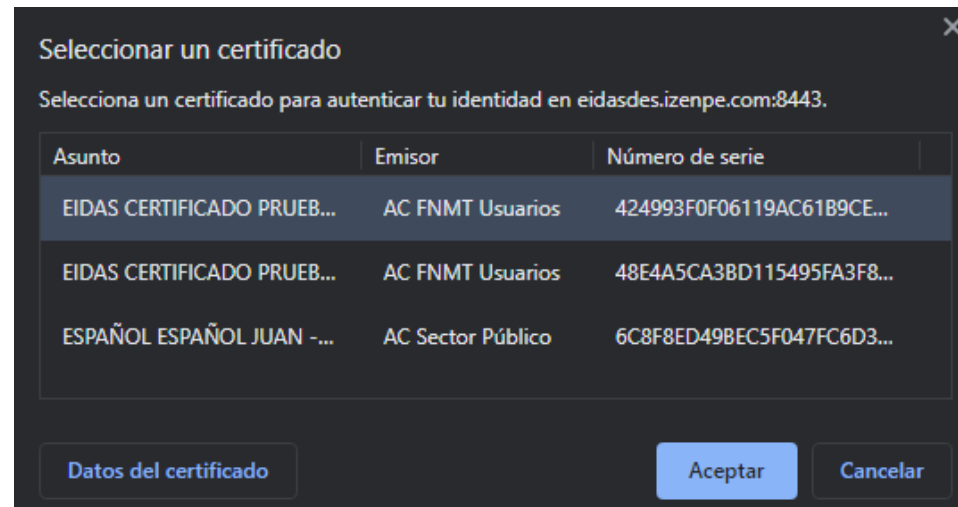 Seleccionar un certificado
Selecciona un certificado para autenticar tu identidad en eidasdes.izenpe.com:8443.
Asunto Emisor Número de serie
EIDAS CERTIFICADO PRUEB... AC FNMT Usuarios 424993F0F06119AC61B9CE...
EIDAS CERTIFICADO PRUEB... AC FNMT Usuarios 48E4A5CA3BD115495FA3F8...
ESPAÑOL ESPAÑOL JUAN -... AC Sector Público 6C8F8ED49BEC5F047FC6D3...
Datos del certificado Aceptar Cancelar